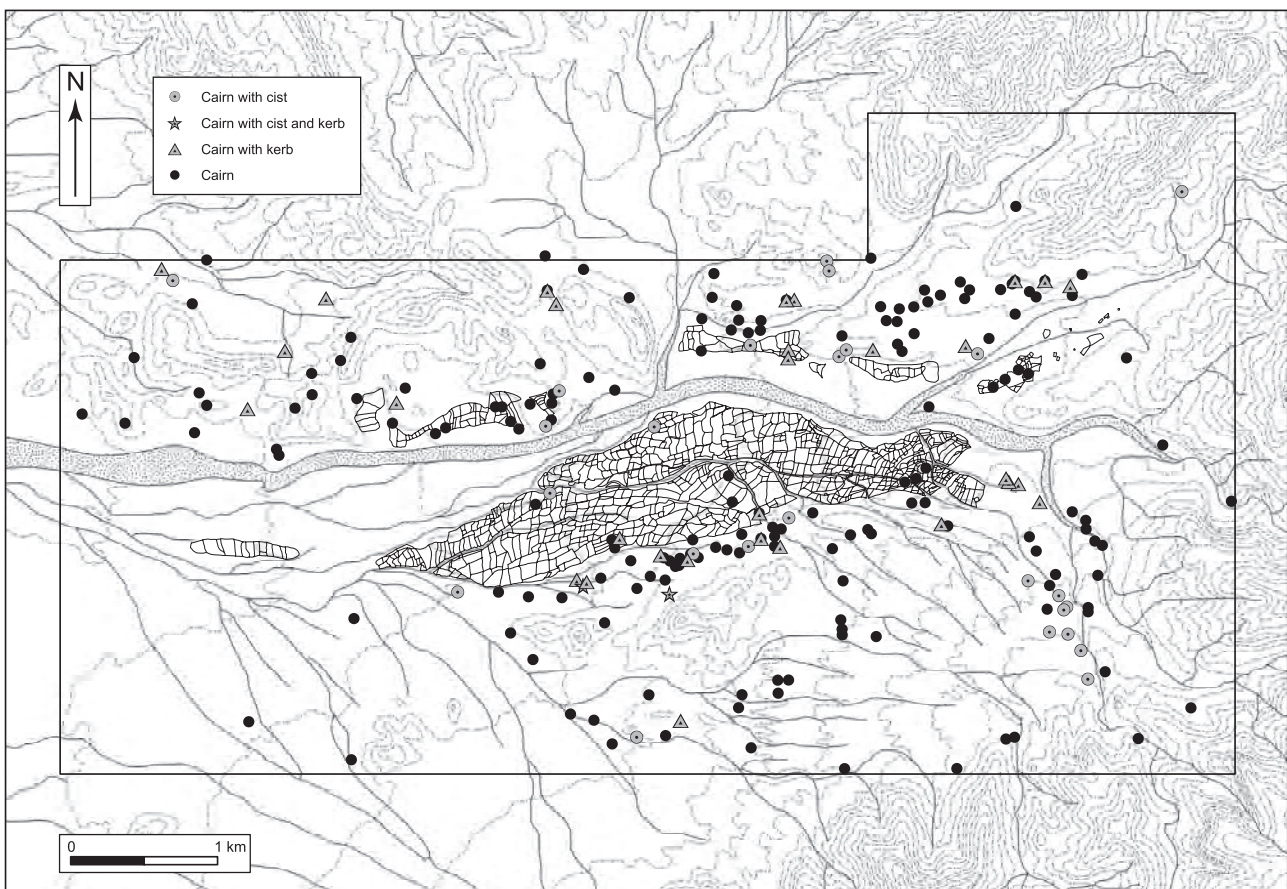 N
Cairn with cist
Cairn with cist and kerb
Cairn with kerb
Cairn
0 1 km